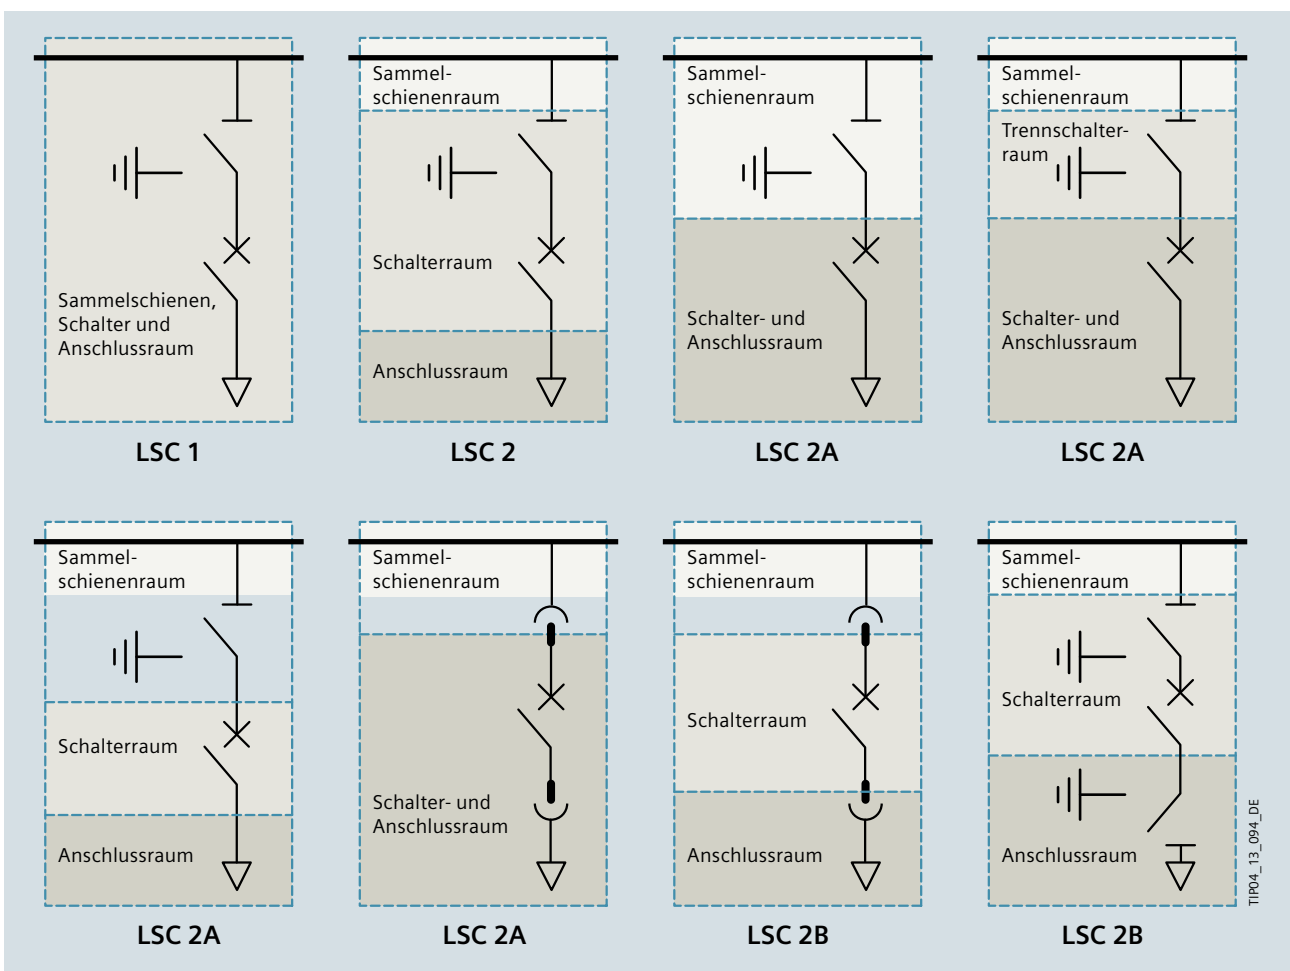 Sammel-
schienenraum
Sammel-
schienenraum
Sammel-
schienenraum
Trennschalter-
raum
Schalterraum
Sammelschienen,
Schalter und
Anschlussraum
Anschlussraum
Schalter- und
Anschlussraum
Schalter- und
Anschlussraum
LSC 1
LSC 2
LSC 2A
LSC 2A
Sammel-
schienenraum
Schalterraum
Anschlussraum
Sammel-
schienenraum
Schalter- und
Anschlussraum
Sammel-
schienenraum
Schalterraum
Anschlussraum
Sammel-
schienenraum
Schalterraum
Anschlussraum
LSC 2A
LSC 2A
LSC 2B
LSC 2B
TIP04_13_094_DE